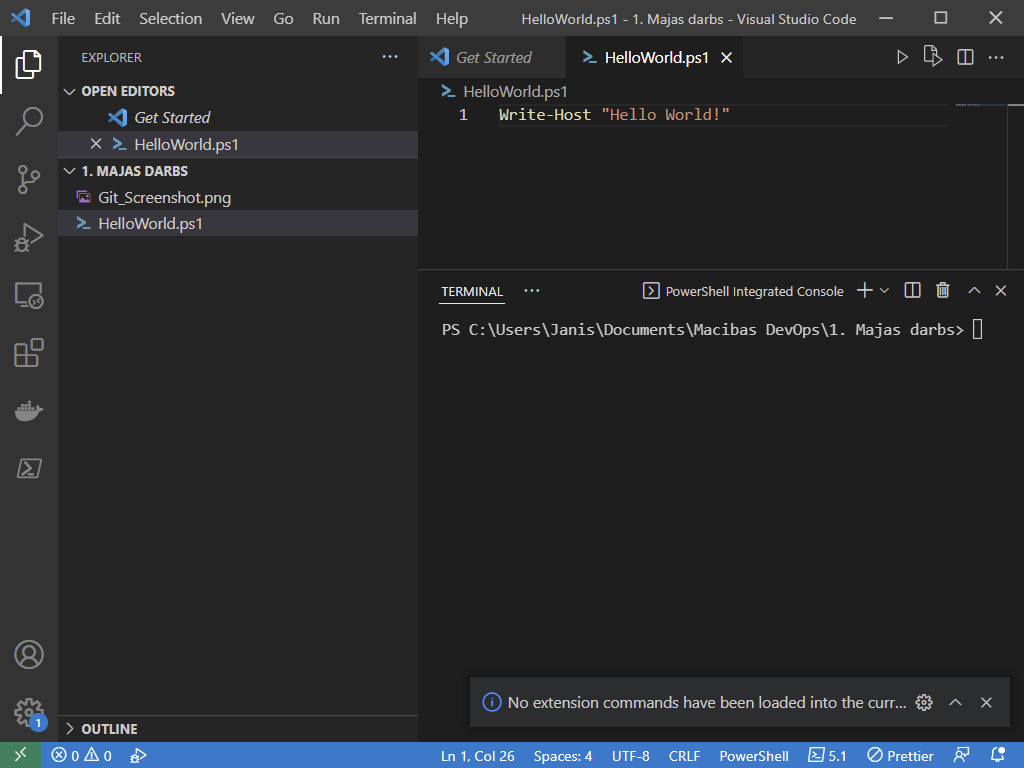 File Edit Selection View Go Run Terminal Help HelloWorld.ps1 - 1. Majas darbs - Visual Studio Code
EXPLORER
OPEN EDITORS
Get Started
HelloWorld.ps1
1. MAJAS DARBS
Git_Screenshot.png
HelloWorld.ps1
OUTLINE
Get Started HelloWorld.ps1
HelloWorld.ps1
1 Write-Host "Hello World!"
TERMINAL PowerShell Integrated Console
PS C:\Users\Janis\Documents\Macibas DevOps\1. Majas darbs>
No extension commands have been loaded into the curr...
1
0 0 Ln 1, Col 26 Spaces: 4 UTF-8 CRLF PowerShell 5.1 Prettier